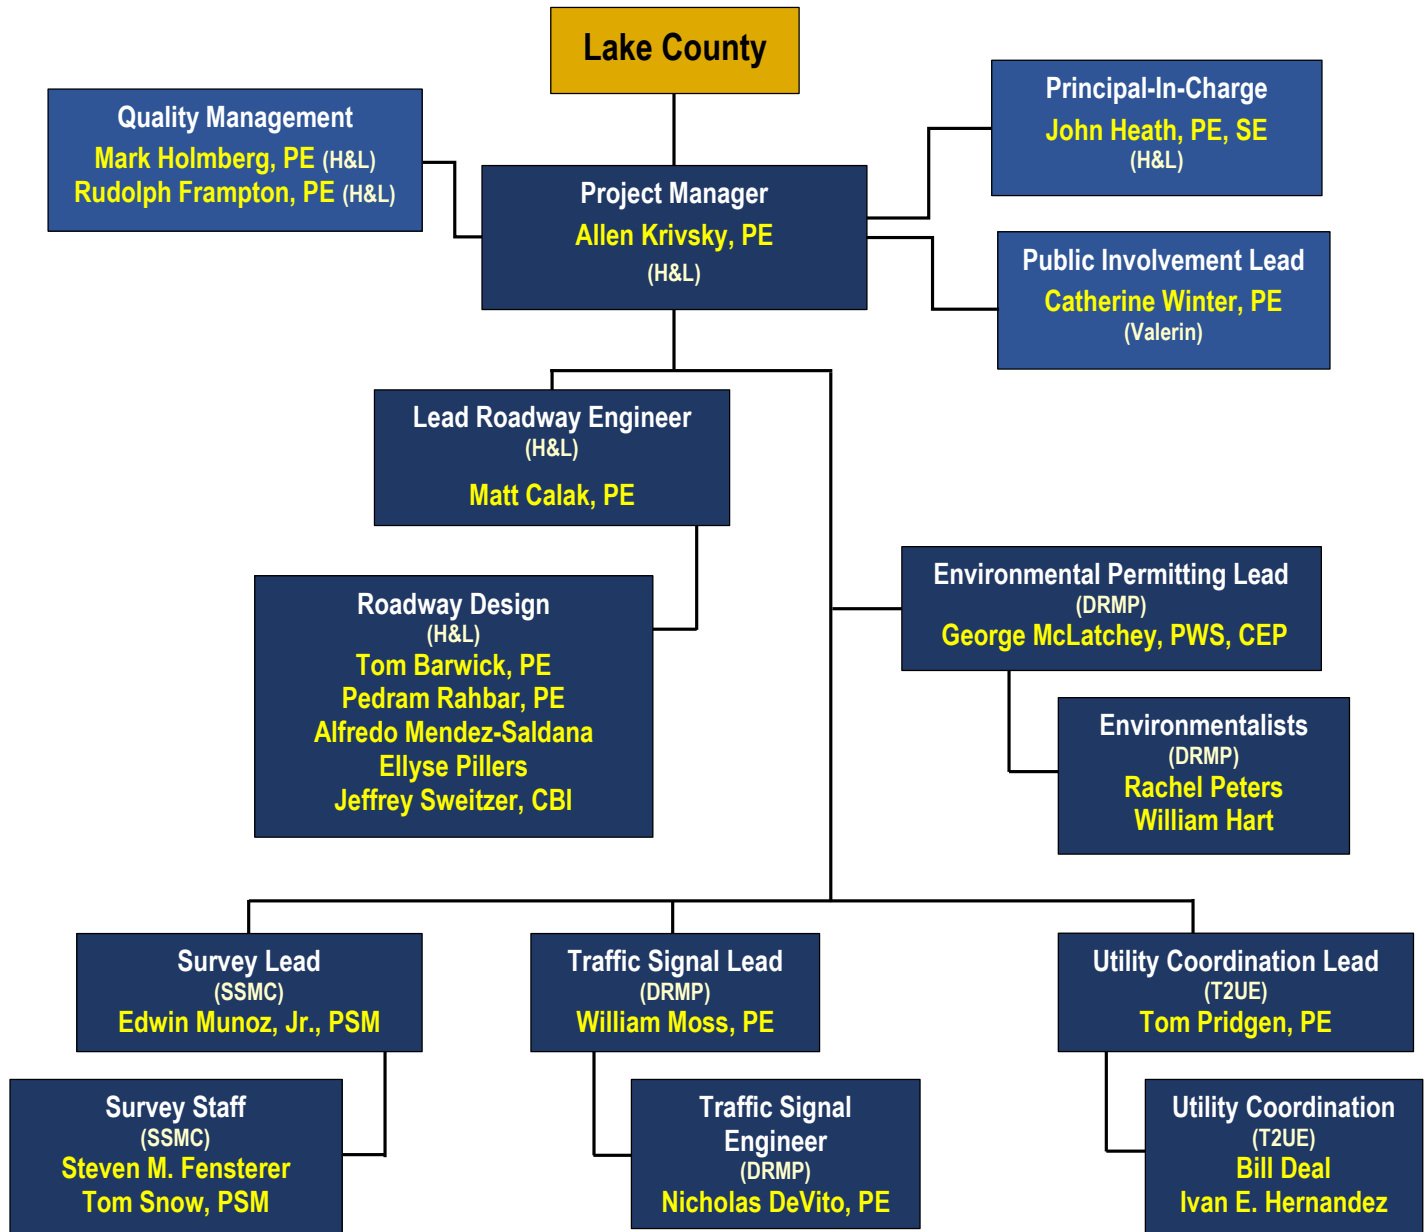 Lake County
Quality Management
Mark Holmberg, PE (H&L)
Rudolph Frampton, PE (H&L)
Principal-In-Charge
John Heath, PE, SE
(H&L)
Project Manager
Allen Krivsky, PE
(H&L)
Public Involvement Lead
Catherine Winter, PE
(Valerin)
Lead Roadway Engineer
(H&L)
Matt Calak, PE
Roadway Design
(H&L)
Tom Barwick, PE
Pedram Rahbar, PE
Alfredo Mendez-Saldana
Ellyse Pillers
Jeffrey Sweitzer, CBI
Environmental Permitting Lead
(DRMP)
George McLatchey, PWS, CEP
Environmentalists
(DRMP)
Rachel Peters
William Hart
Survey Lead
(SSMC)
Edwin Munoz, Jr., PSM
Traffic Signal Lead
(DRMP)
William Moss, PE
Utility Coordination Lead
(T2UE)
Tom Pridgen, PE
Survey Staff
(SSMC)
Steven M. Fensterer
Tom Snow, PSM
Traffic Signal
Engineer
(DRMP)
Nicholas DeVito, PE
Utility Coordination
(T2UE)
Bill Deal
Ivan E. Hernandez